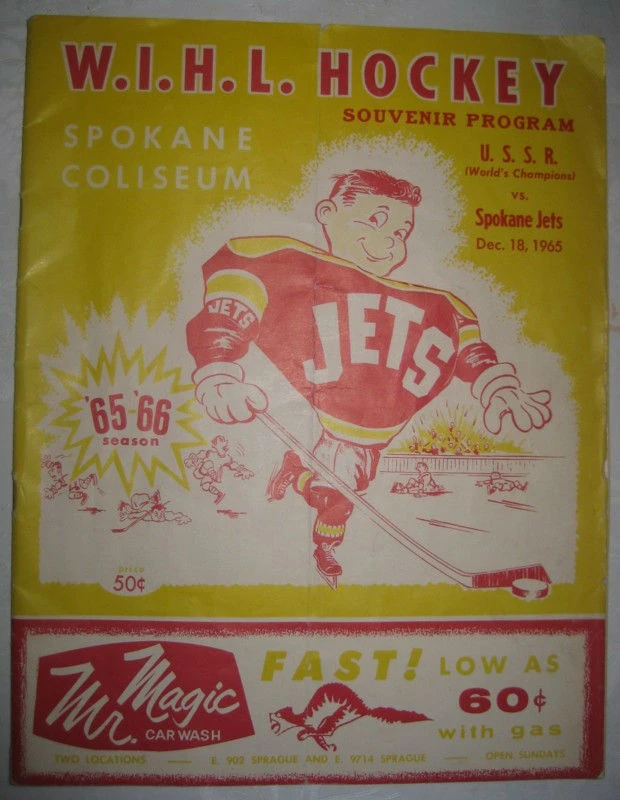 W.I.H.L. HOCKEY
SOUVENIR PROGRAM
SPOKANE
COLISEUM
U. S. S. R.
(World's Champions)
vs.
Spokane Jets
Dec. 18, 1965
JETS
JETS
'65-'66
season
price
50¢
Mr. Magic
CAR WASH
FAST! LOW AS
60¢
with gas
TWO LOCATIONS — E. 902 SPRAGUE AND E. 9714 SPRAGUE — OPEN SUNDAYS